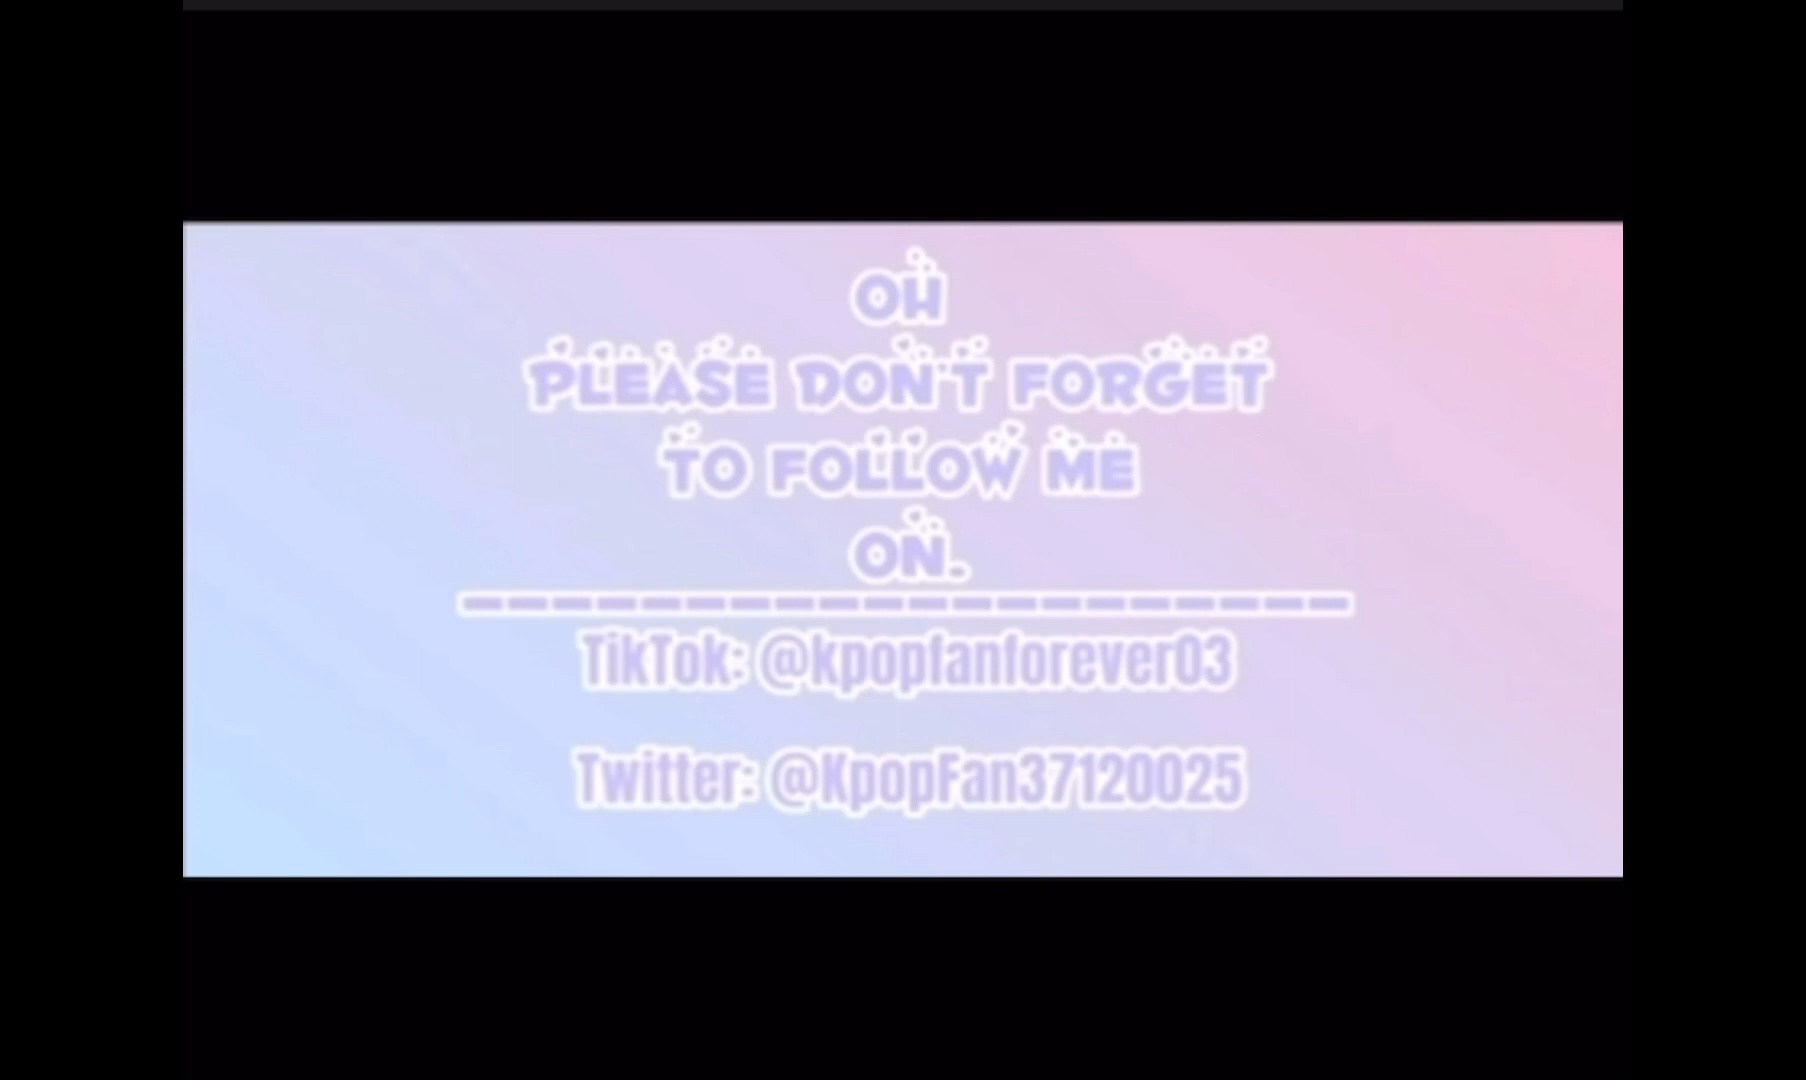 OH
PLEASE DON'T FORGET
TO FOLLOW ME
ON.
--------------------
TikTok: @kpopfanforever03
Twitter: @KpopFan37120025